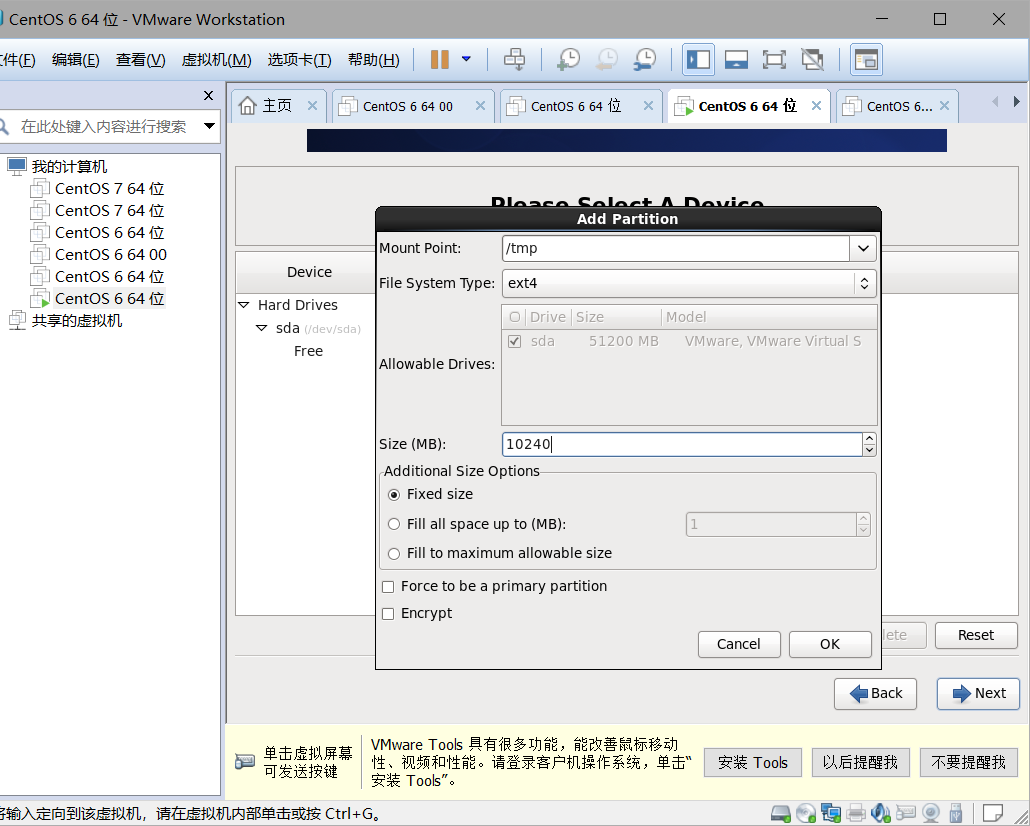 CentOS 6 64 位 - VMware Workstation
件(F) 编辑(E) 查看(V) 虚拟机(M) 选项卡(T) 帮助(H)
主页 CentOS 6 64 00 CentOS 6 64 位 CentOS 6 64 位 CentOS 6...
在此处键入内容进行搜索
我的计算机
CentOS 7 64 位
CentOS 7 64 位
CentOS 6 64 位
CentOS 6 64 00
CentOS 6 64 位
CentOS 6 64 位
共享的虚拟机
Please Select A Device
Device
Hard Drives
sda (/dev/sda)
Free
Add Partition
Mount Point: /tmp
File System Type: ext4
Drive Size Model
sda 51200 MB VMware, VMware Virtual S
Allowable Drives:
Size (MB): 10240
Additional Size Options
Fixed size
Fill all space up to (MB): 1
Fill to maximum allowable size
Force to be a primary partition
Encrypt
Cancel OK
lete Reset
Back Next
单击虚拟屏幕
可发送按键
VMware Tools 具有很多功能，能改善鼠标移动
性、视频和性能。请登录客户机操作系统，单击“
安装 Tools”。
安装 Tools 以后提醒我 不要提醒我
将输入定向到该虚拟机，请在虚拟机内部单击或按 Ctrl+G。